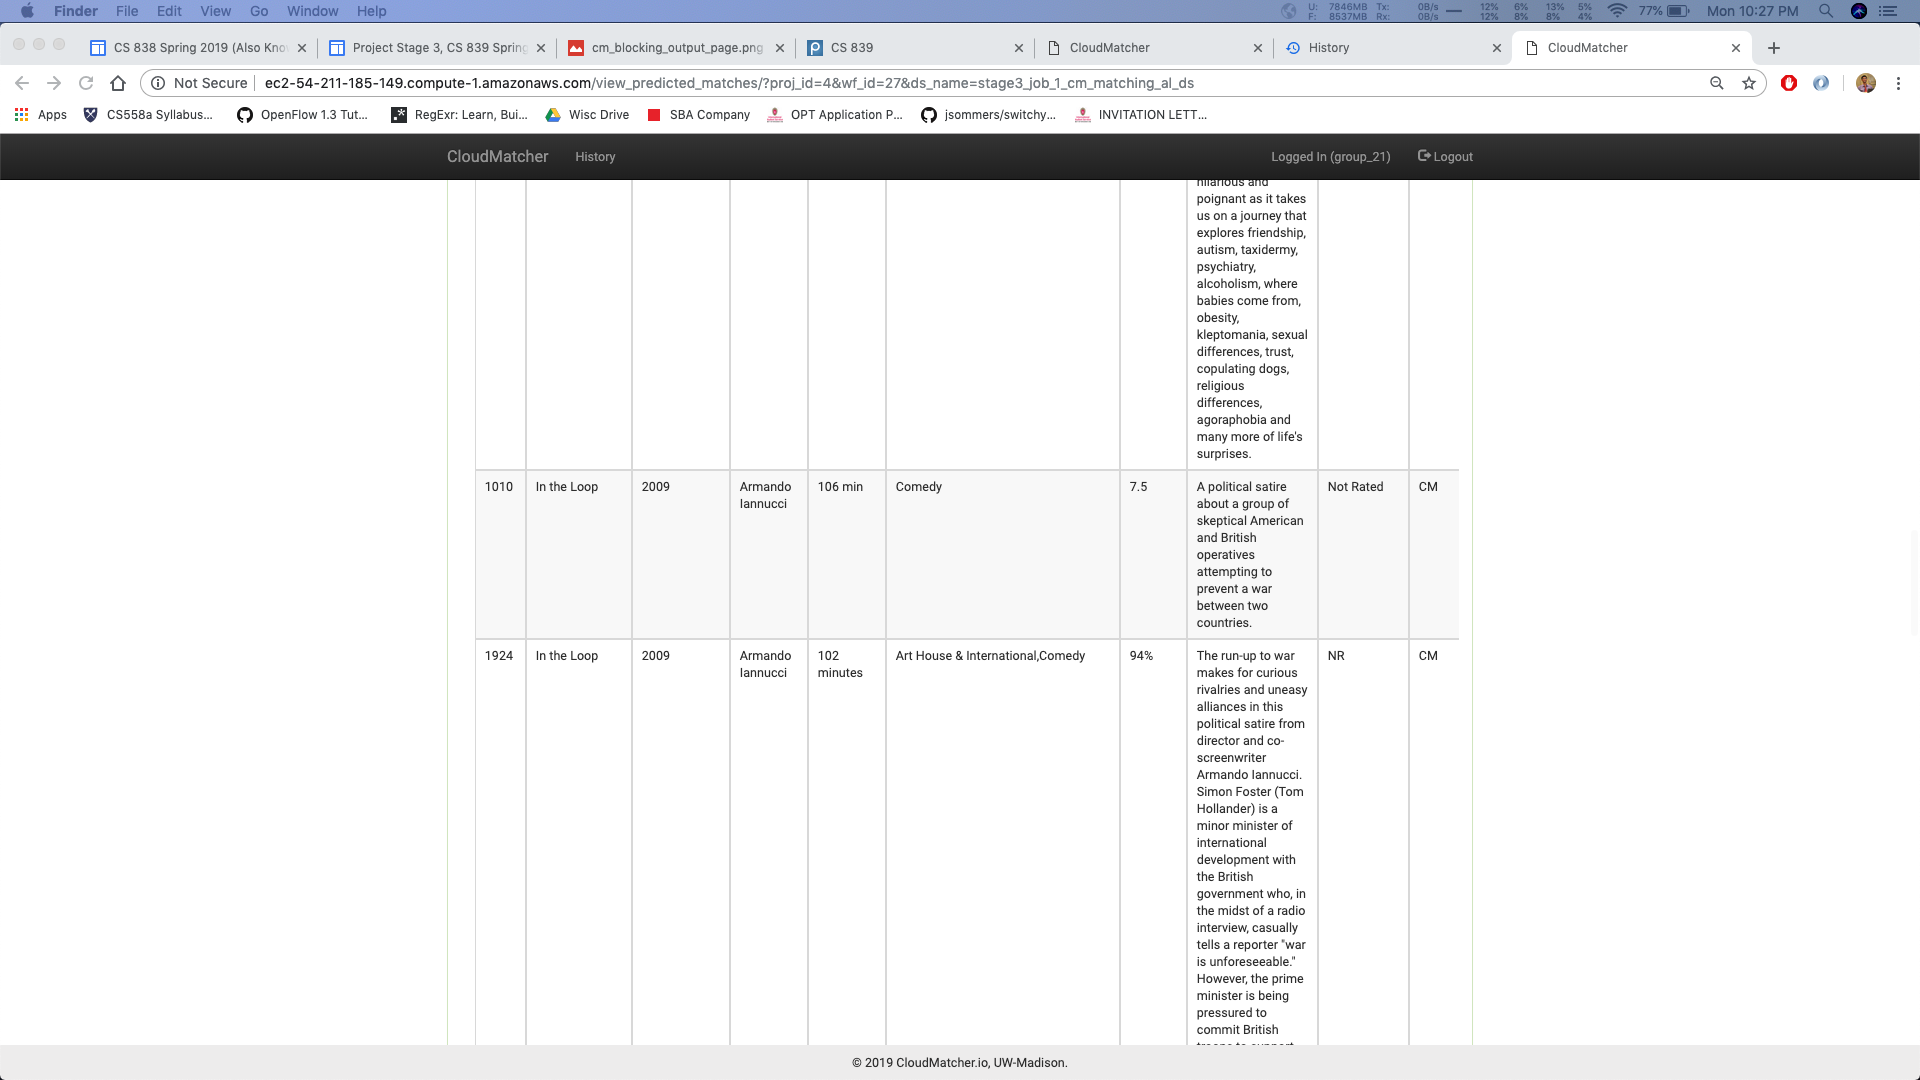 Finder File Edit View Go Window Help
U: 7846MB Tx: 0B/s 12% 6% 13% 5%
F: 8537MB Rx: 0B/s 12% 8% 8% 4%
77% Mon 10:27 PM
CS 838 Spring 2019 (Also Kno
Project Stage 3, CS 839 Spring
cm_blocking_output_page.png
CS 839
CloudMatcher
History
CloudMatcher
Not Secure ec2-54-211-185-149.compute-1.amazonaws.com/view_predicted_matches/?proj_id=4&wf_id=27&ds_name=stage3_job_1_cm_matching_al_ds
Apps CS558a Syllabus... OpenFlow 1.3 Tut... RegExr: Learn, Bui... Wisc Drive SBA Company OPT Application P... jsommers/switchy... INVITATION LETT...
CloudMatcher History Logged In (group_21) Logout
hilarious and
poignant as it takes
us on a journey that
explores friendship,
autism, taxidermy,
psychiatry,
alcoholism, where
babies come from,
obesity,
kleptomania, sexual
differences, trust,
copulating dogs,
religious
differences,
agoraphobia and
many more of life's
surprises.
1010 In the Loop 2009 Armando 106 min Comedy 7.5 A political satire Not Rated CM
Iannucci about a group of
skeptical American
and British
operatives
attempting to
prevent a war
between two
countries.
1924 In the Loop 2009 Armando 102 Art House & International,Comedy 94% The run-up to war NR CM
Iannucci minutes makes for curious
rivalries and uneasy
alliances in this
political satire from
director and co-
screenwriter
Armando Iannucci.
Simon Foster (Tom
Hollander) is a
minor minister of
international
development with
the British
government who, in
the midst of a radio
interview, casually
tells a reporter "war
is unforeseeable."
However, the prime
minister is being
pressured to
commit British
troops to support
© 2019 CloudMatcher.io, UW-Madison.